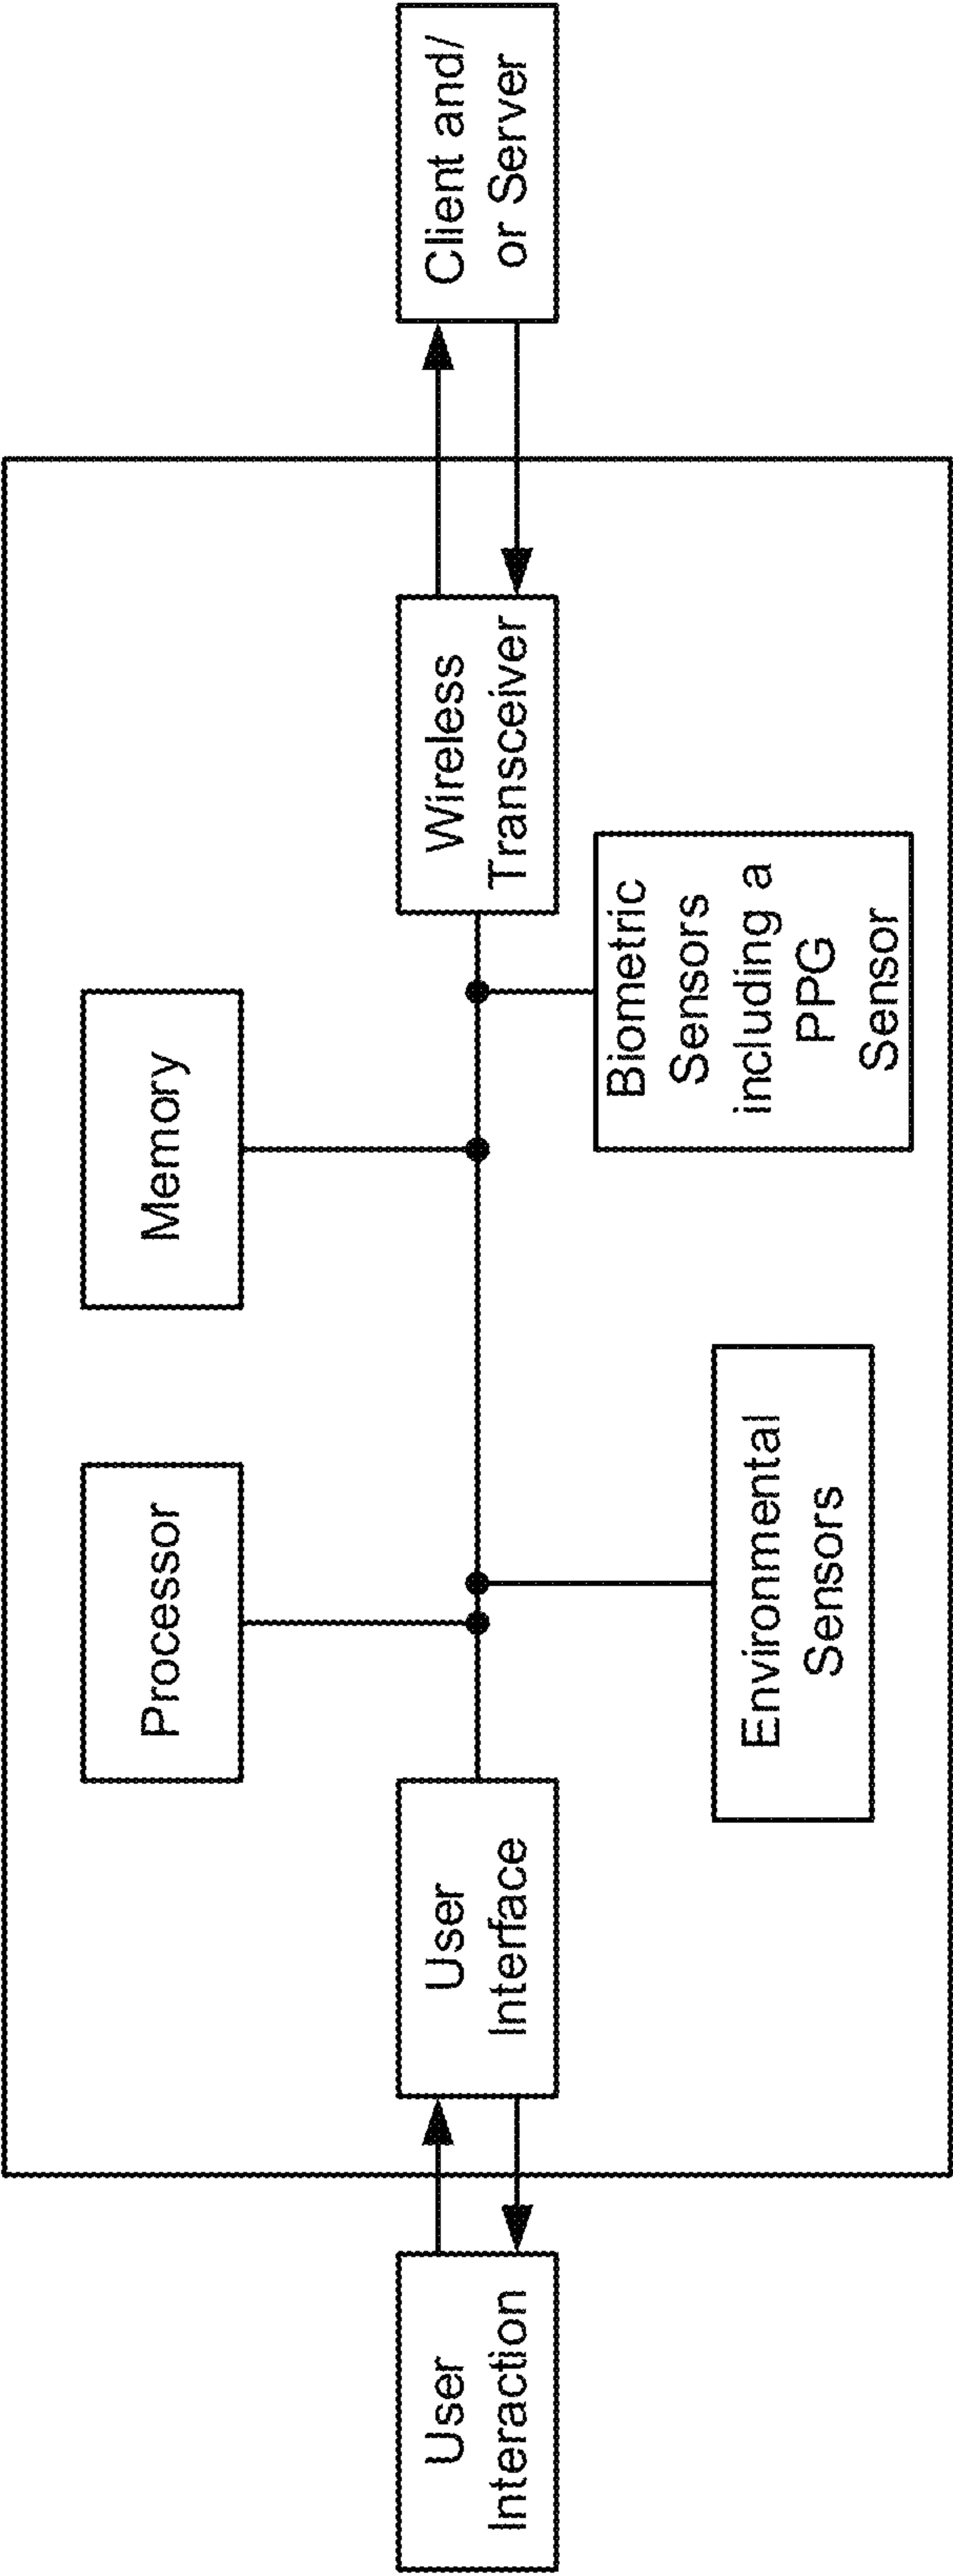 User
Interaction
User
Interface
Processor
Memory
Environmental
Sensors
Biometric
Sensors
including a
PPG
Sensor
Wireless
Transceiver
Client and/
or Server